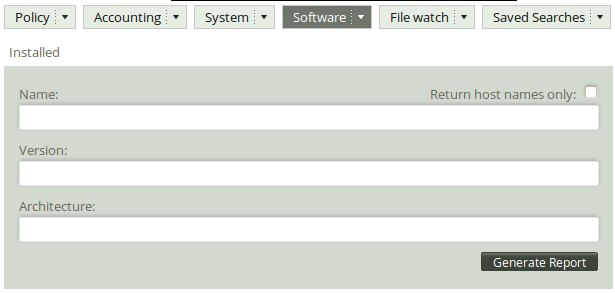 Policy Accounting System Software File watch Saved Searches
Installed
Name: Return host names only:
Version:
Architecture:
Generate Report